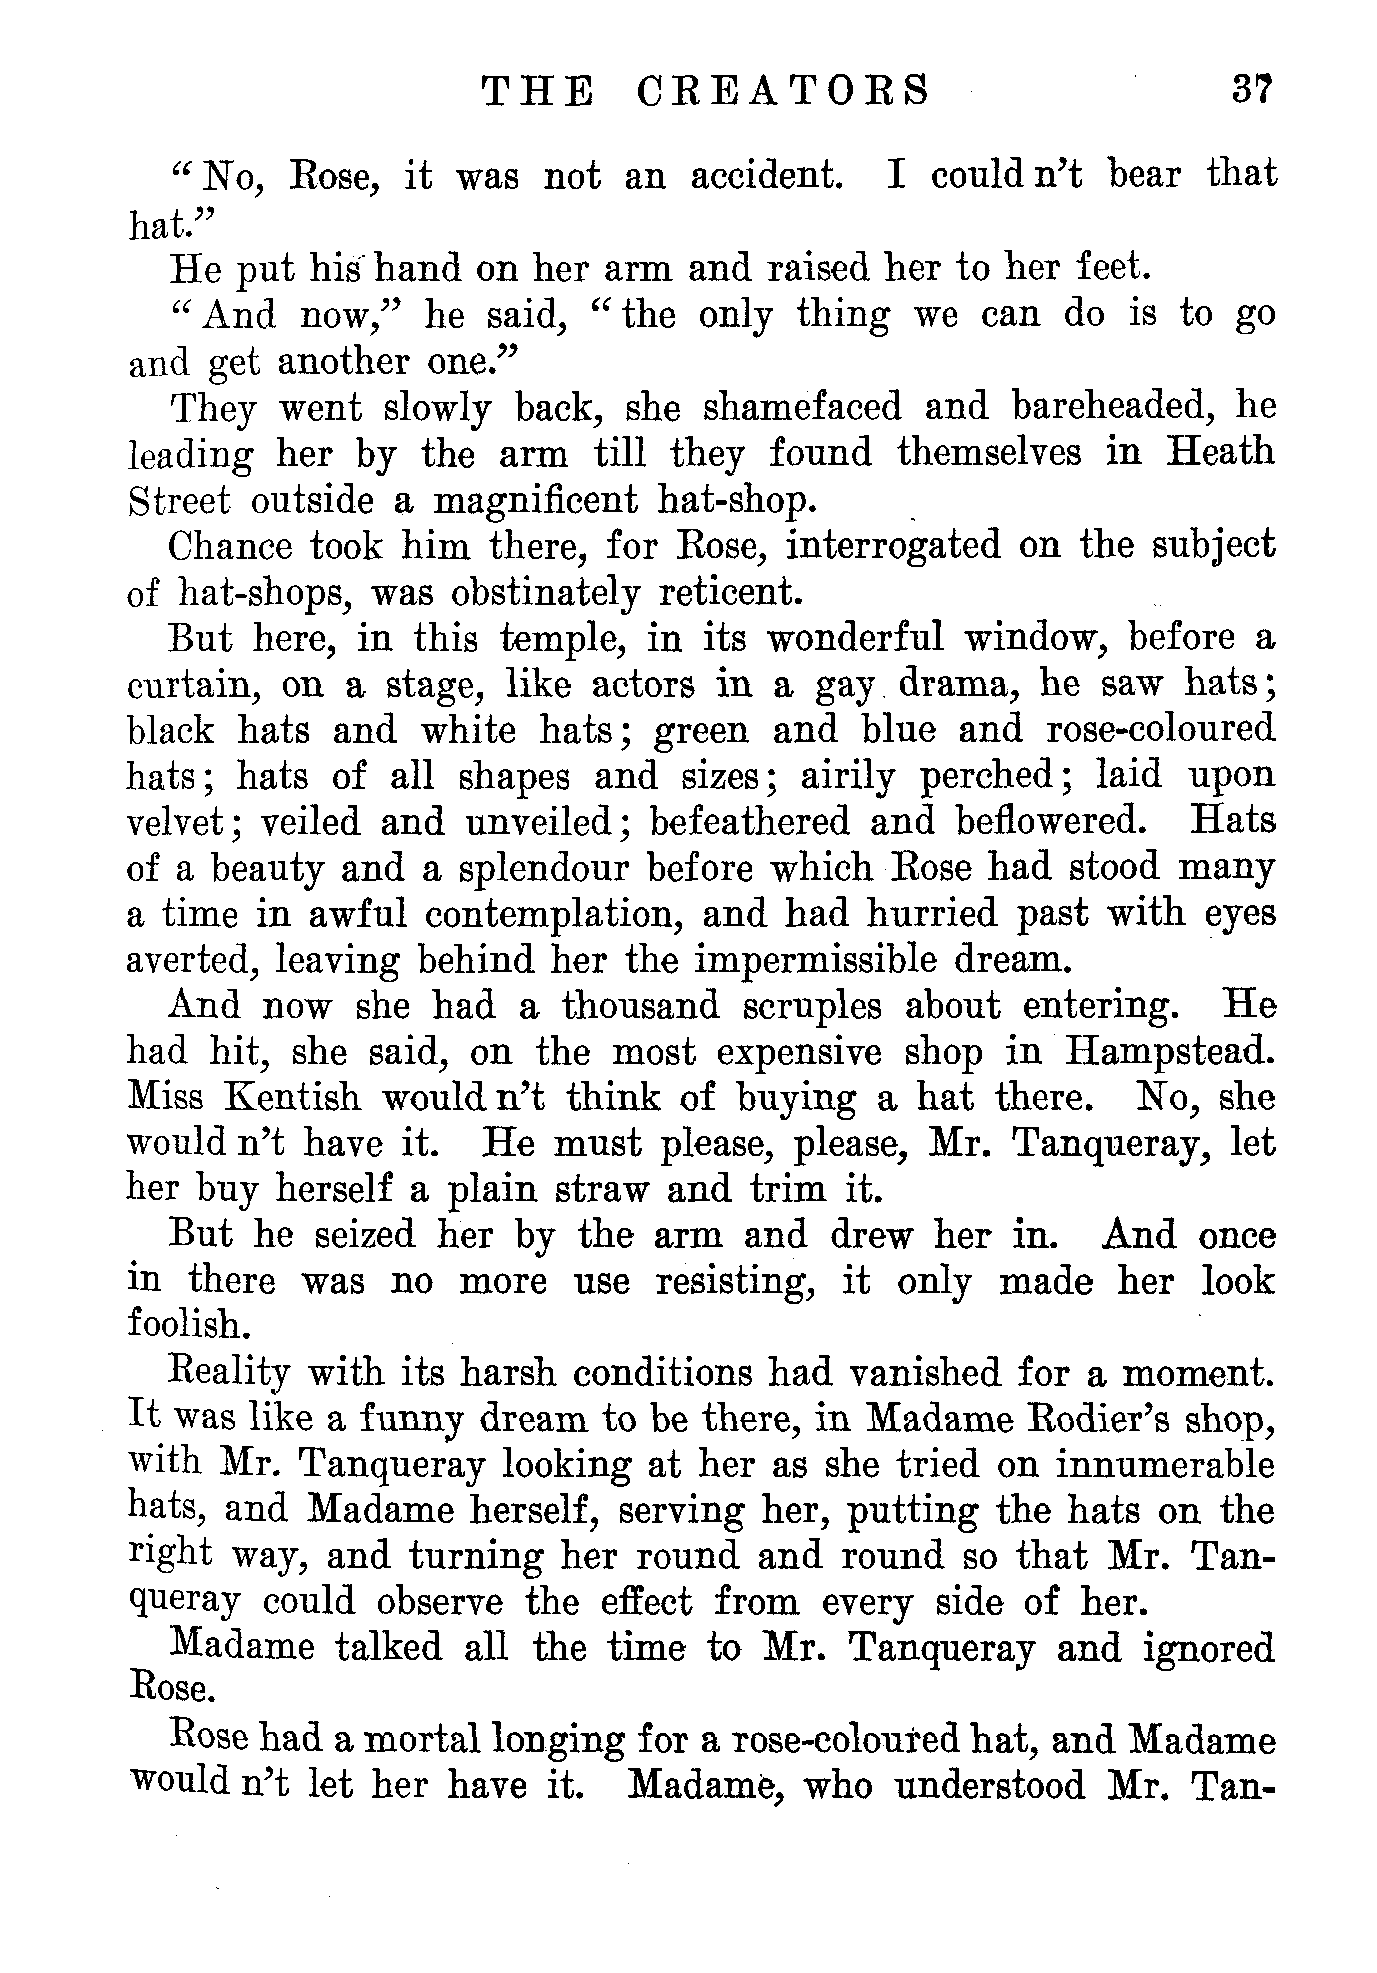 THE CREATORS 37
“No, Rose, it was not an accident. I could n’t bear that
hat.”
He put his hand on her arm and raised her to her feet.
“And now,” he said, “the only thing we can do is to go
and get another one.”
They went slowly back, she shamefaced and bareheaded, he
leading her by the arm till they found themselves in Heath
Street outside a magnificent hat-shop.
Chance took him there, for Rose, interrogated on the subject
of hat-shops, was obstinately reticent.
But here, in this temple, in its wonderful window, before a
curtain, on a stage, like actors in a gay drama, he saw hats;
black hats and white hats; green and blue and rose-coloured
hats; hats of all shapes and sizes; airily perched; laid upon
velvet; veiled and unveiled; befeathered and beflowered. Hats
of a beauty and a splendour before which Rose had stood many
a time in awful contemplation, and had hurried past with eyes
averted, leaving behind her the impermissible dream.
And now she had a thousand scruples about entering. He
had hit, she said, on the most expensive shop in Hampstead.
Miss Kentish would n’t think of buying a hat there. No, she
would n’t have it. He must please, please, Mr. Tanqueray, let
her buy herself a plain straw and trim it.
But he seized her by the arm and drew her in. And once
in there was no more use resisting, it only made her look
foolish.
Reality with its harsh conditions had vanished for a moment.
It was like a funny dream to be there, in Madame Rodier’s shop,
with Mr. Tanqueray looking at her as she tried on innumerable
hats, and Madame herself, serving her, putting the hats on the
right way, and turning her round and round so that Mr. Tan-
queray could observe the effect from every side of her.
Madame talked all the time to Mr. Tanqueray and ignored
Rose.
Rose had a mortal longing for a rose-coloured hat, and Madame
would n’t let her have it. Madame, who understood Mr. Tan-